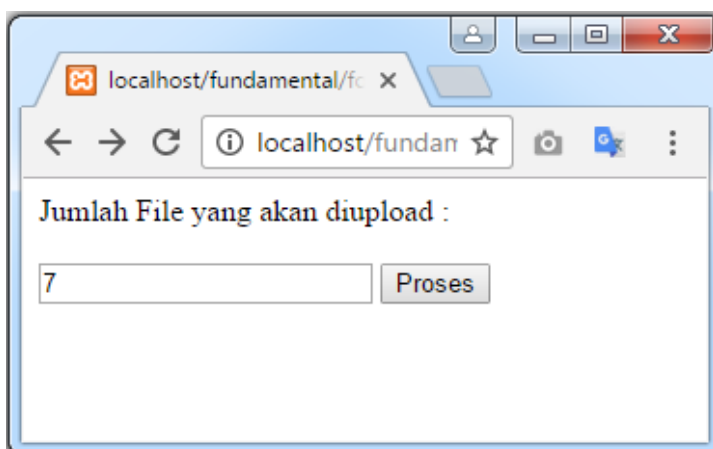 localhost/fundamental/fo
localhost/fundam
Jumlah File yang akan diupload :
7 Proses